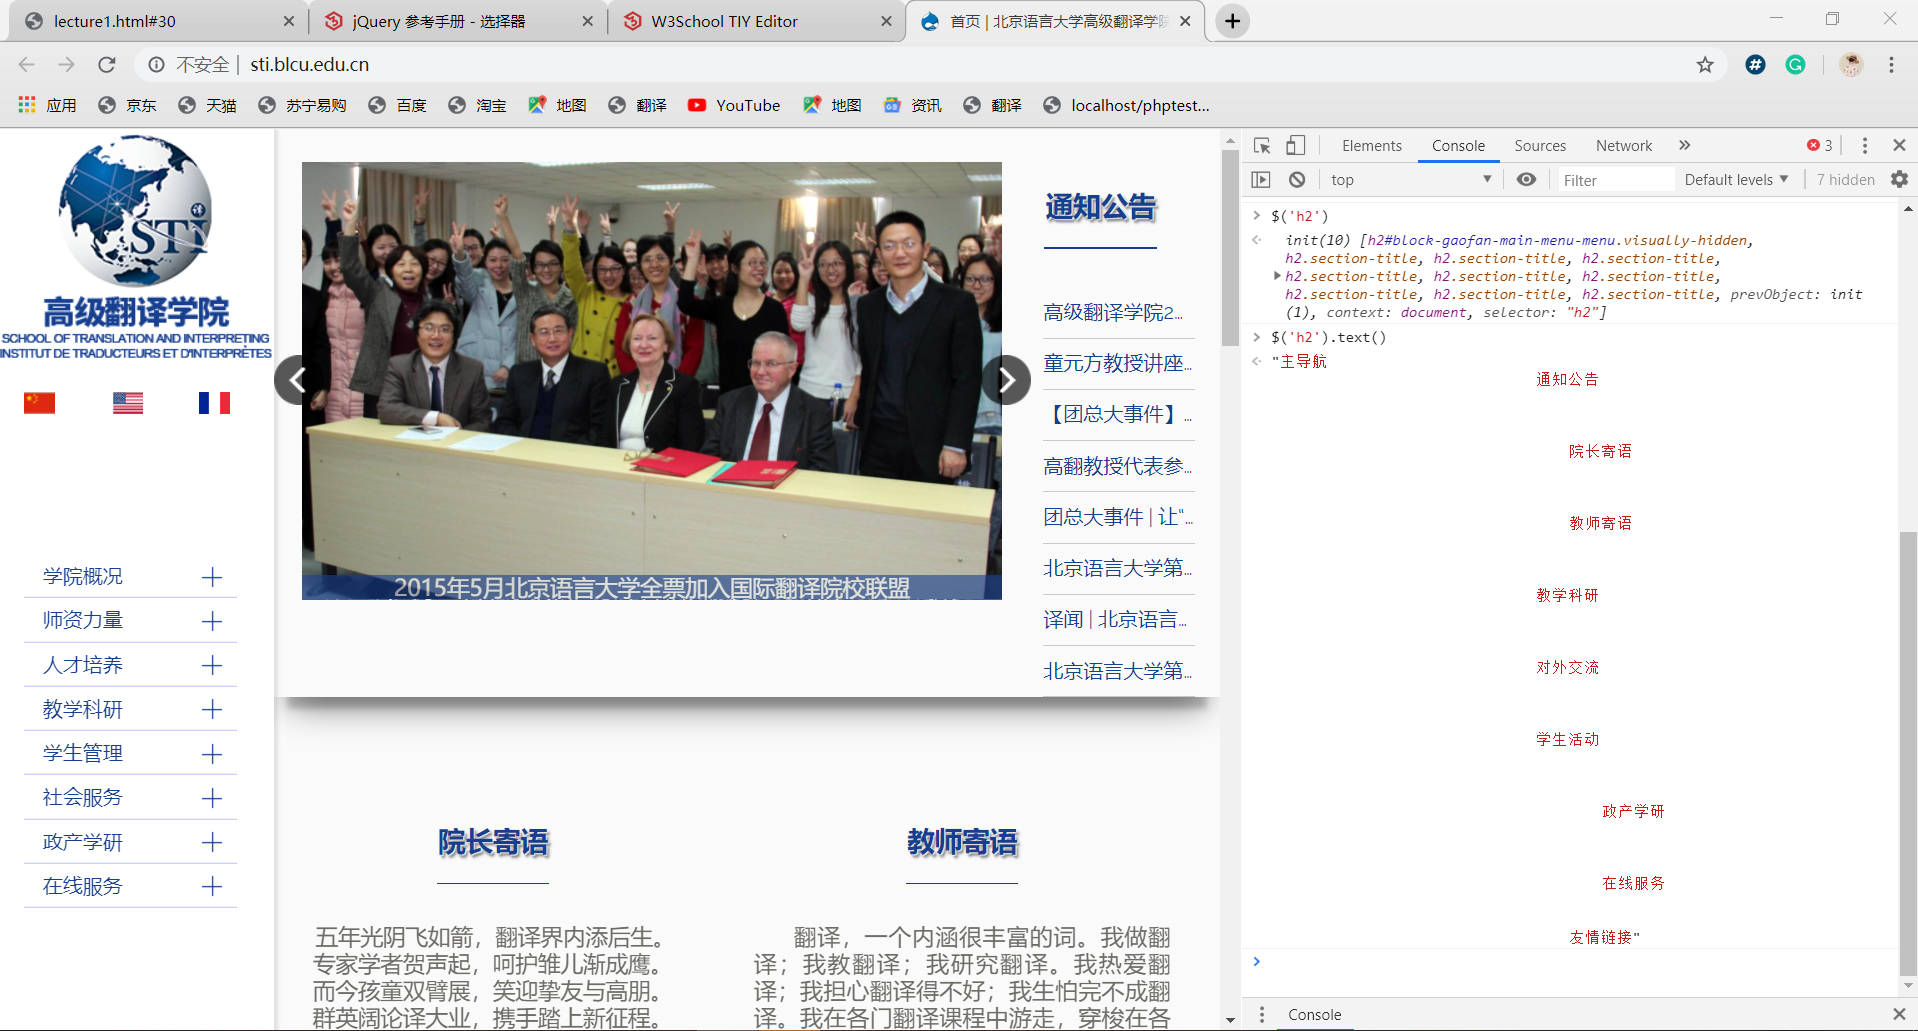 lecture1.html#30
jQuery 参考手册 - 选择器
W3School TIY Editor
首页 | 北京语言大学高级翻译学院
不安全 | sti.blcu.edu.cn
应用 京东 天猫 苏宁易购 百度 淘宝 地图 翻译 YouTube 地图 资讯 翻译 localhost/phptest...
STI
高级翻译学院
SCHOOL OF TRANSLATION AND INTERPRETING
INSTITUT DE TRADUCTEURS ET D'INTERPRÈTES
学院概况
师资力量
人才培养
教学科研
学生管理
社会服务
政产学研
在线服务
2015年5月北京语言大学全票加入国际翻译院校联盟
通知公告
高级翻译学院2...
童元方教授讲座...
【团总大事件】...
高翻教授代表参...
团总大事件 | 让“...
北京语言大学第...
译闻 | 北京语言...
北京语言大学第...
院长寄语
五年光阴飞如箭，翻译界内添后生。
专家学者贺声起，呵护雏儿渐成鹰。
而今孩童双臂展，笑迎挚友与高朋。
群英阔论译大业，携手踏上新征程。
教师寄语
翻译，一个内涵很丰富的词。我做翻
译；我教翻译；我研究翻译。我热爱翻
译；我担心翻译得不好；我生怕完不成翻
译。我在各门翻译课程中游走，穿梭在各
Elements Console Sources Network » 3
top Filter Default levels 7 hidden
$('h2')
init(10) [h2#block-gaofan-main-menu-menu.visually-hidden,
h2.section-title, h2.section-title, h2.section-title,
h2.section-title, h2.section-title, h2.section-title,
h2.section-title, h2.section-title, h2.section-title, prevObject: init
(1), context: document, selector: "h2"]
$('h2').text()
"主导航
通知公告
院长寄语
教师寄语
教学科研
对外交流
学生活动
政产学研
在线服务
友情链接"
Console